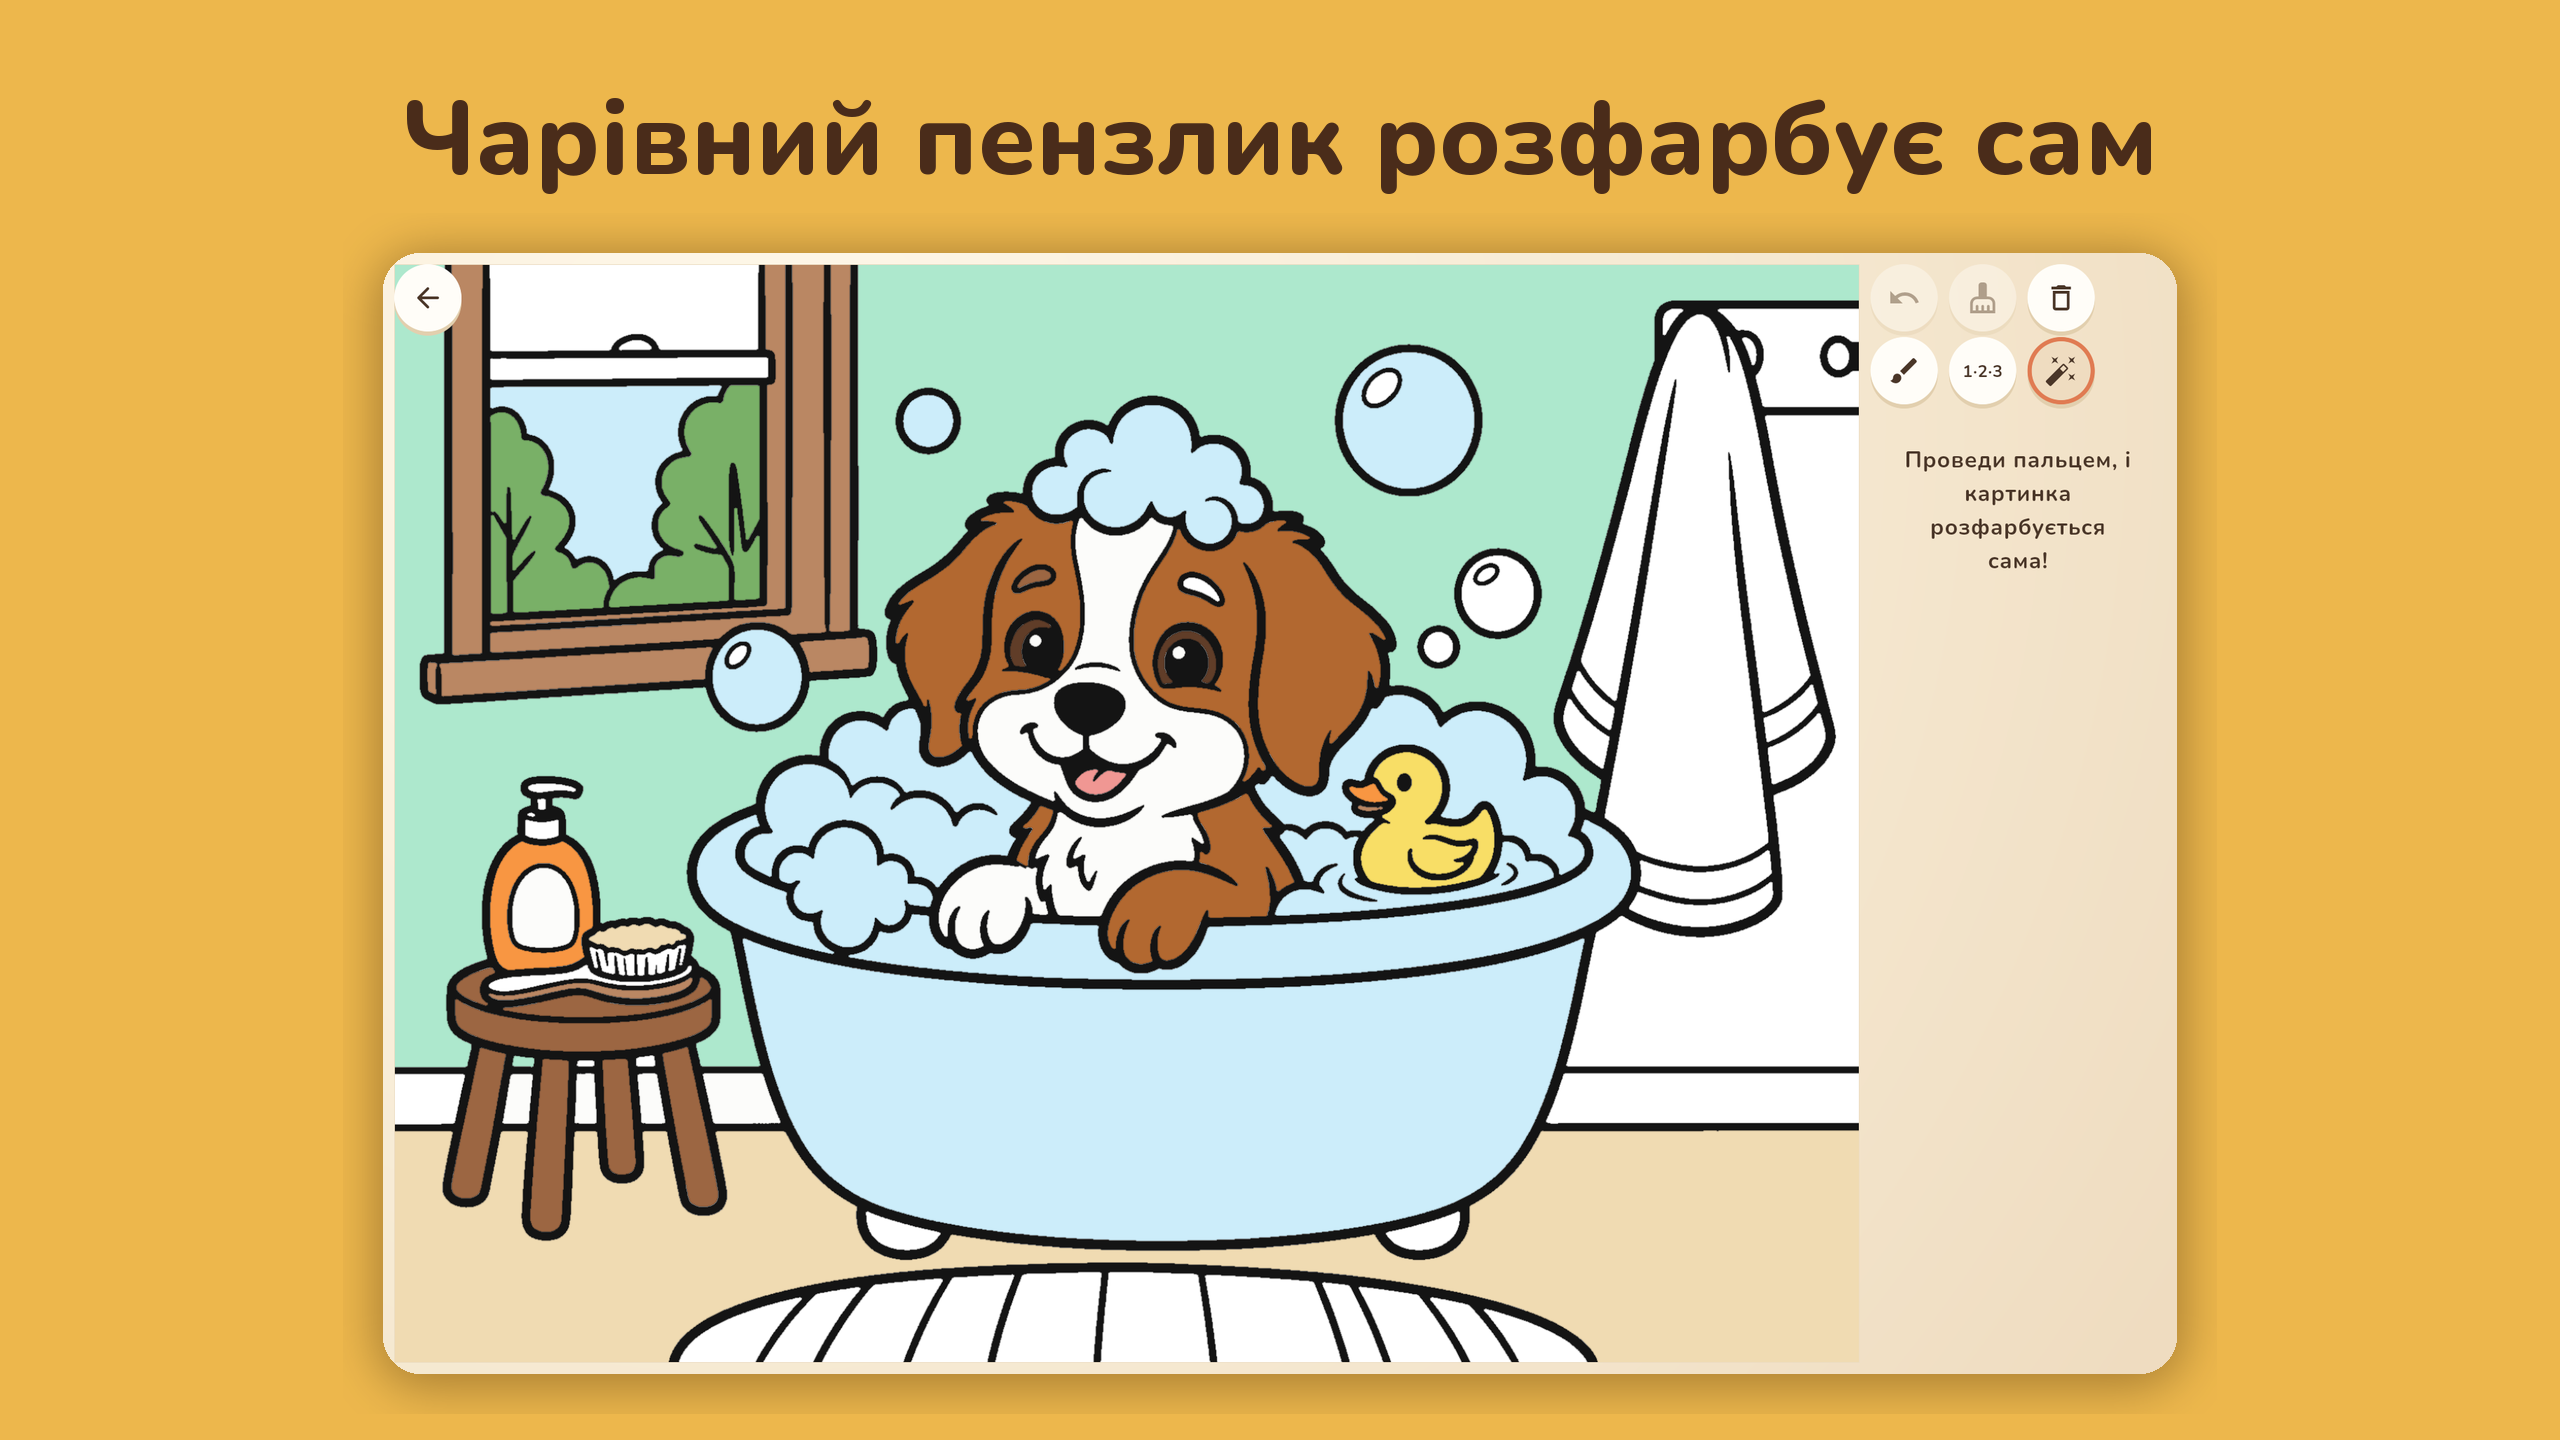 Чарівний пензлик розфарбує сам
1·2·3
Проведи пальцем, і
картинка
розфарбується
сама!